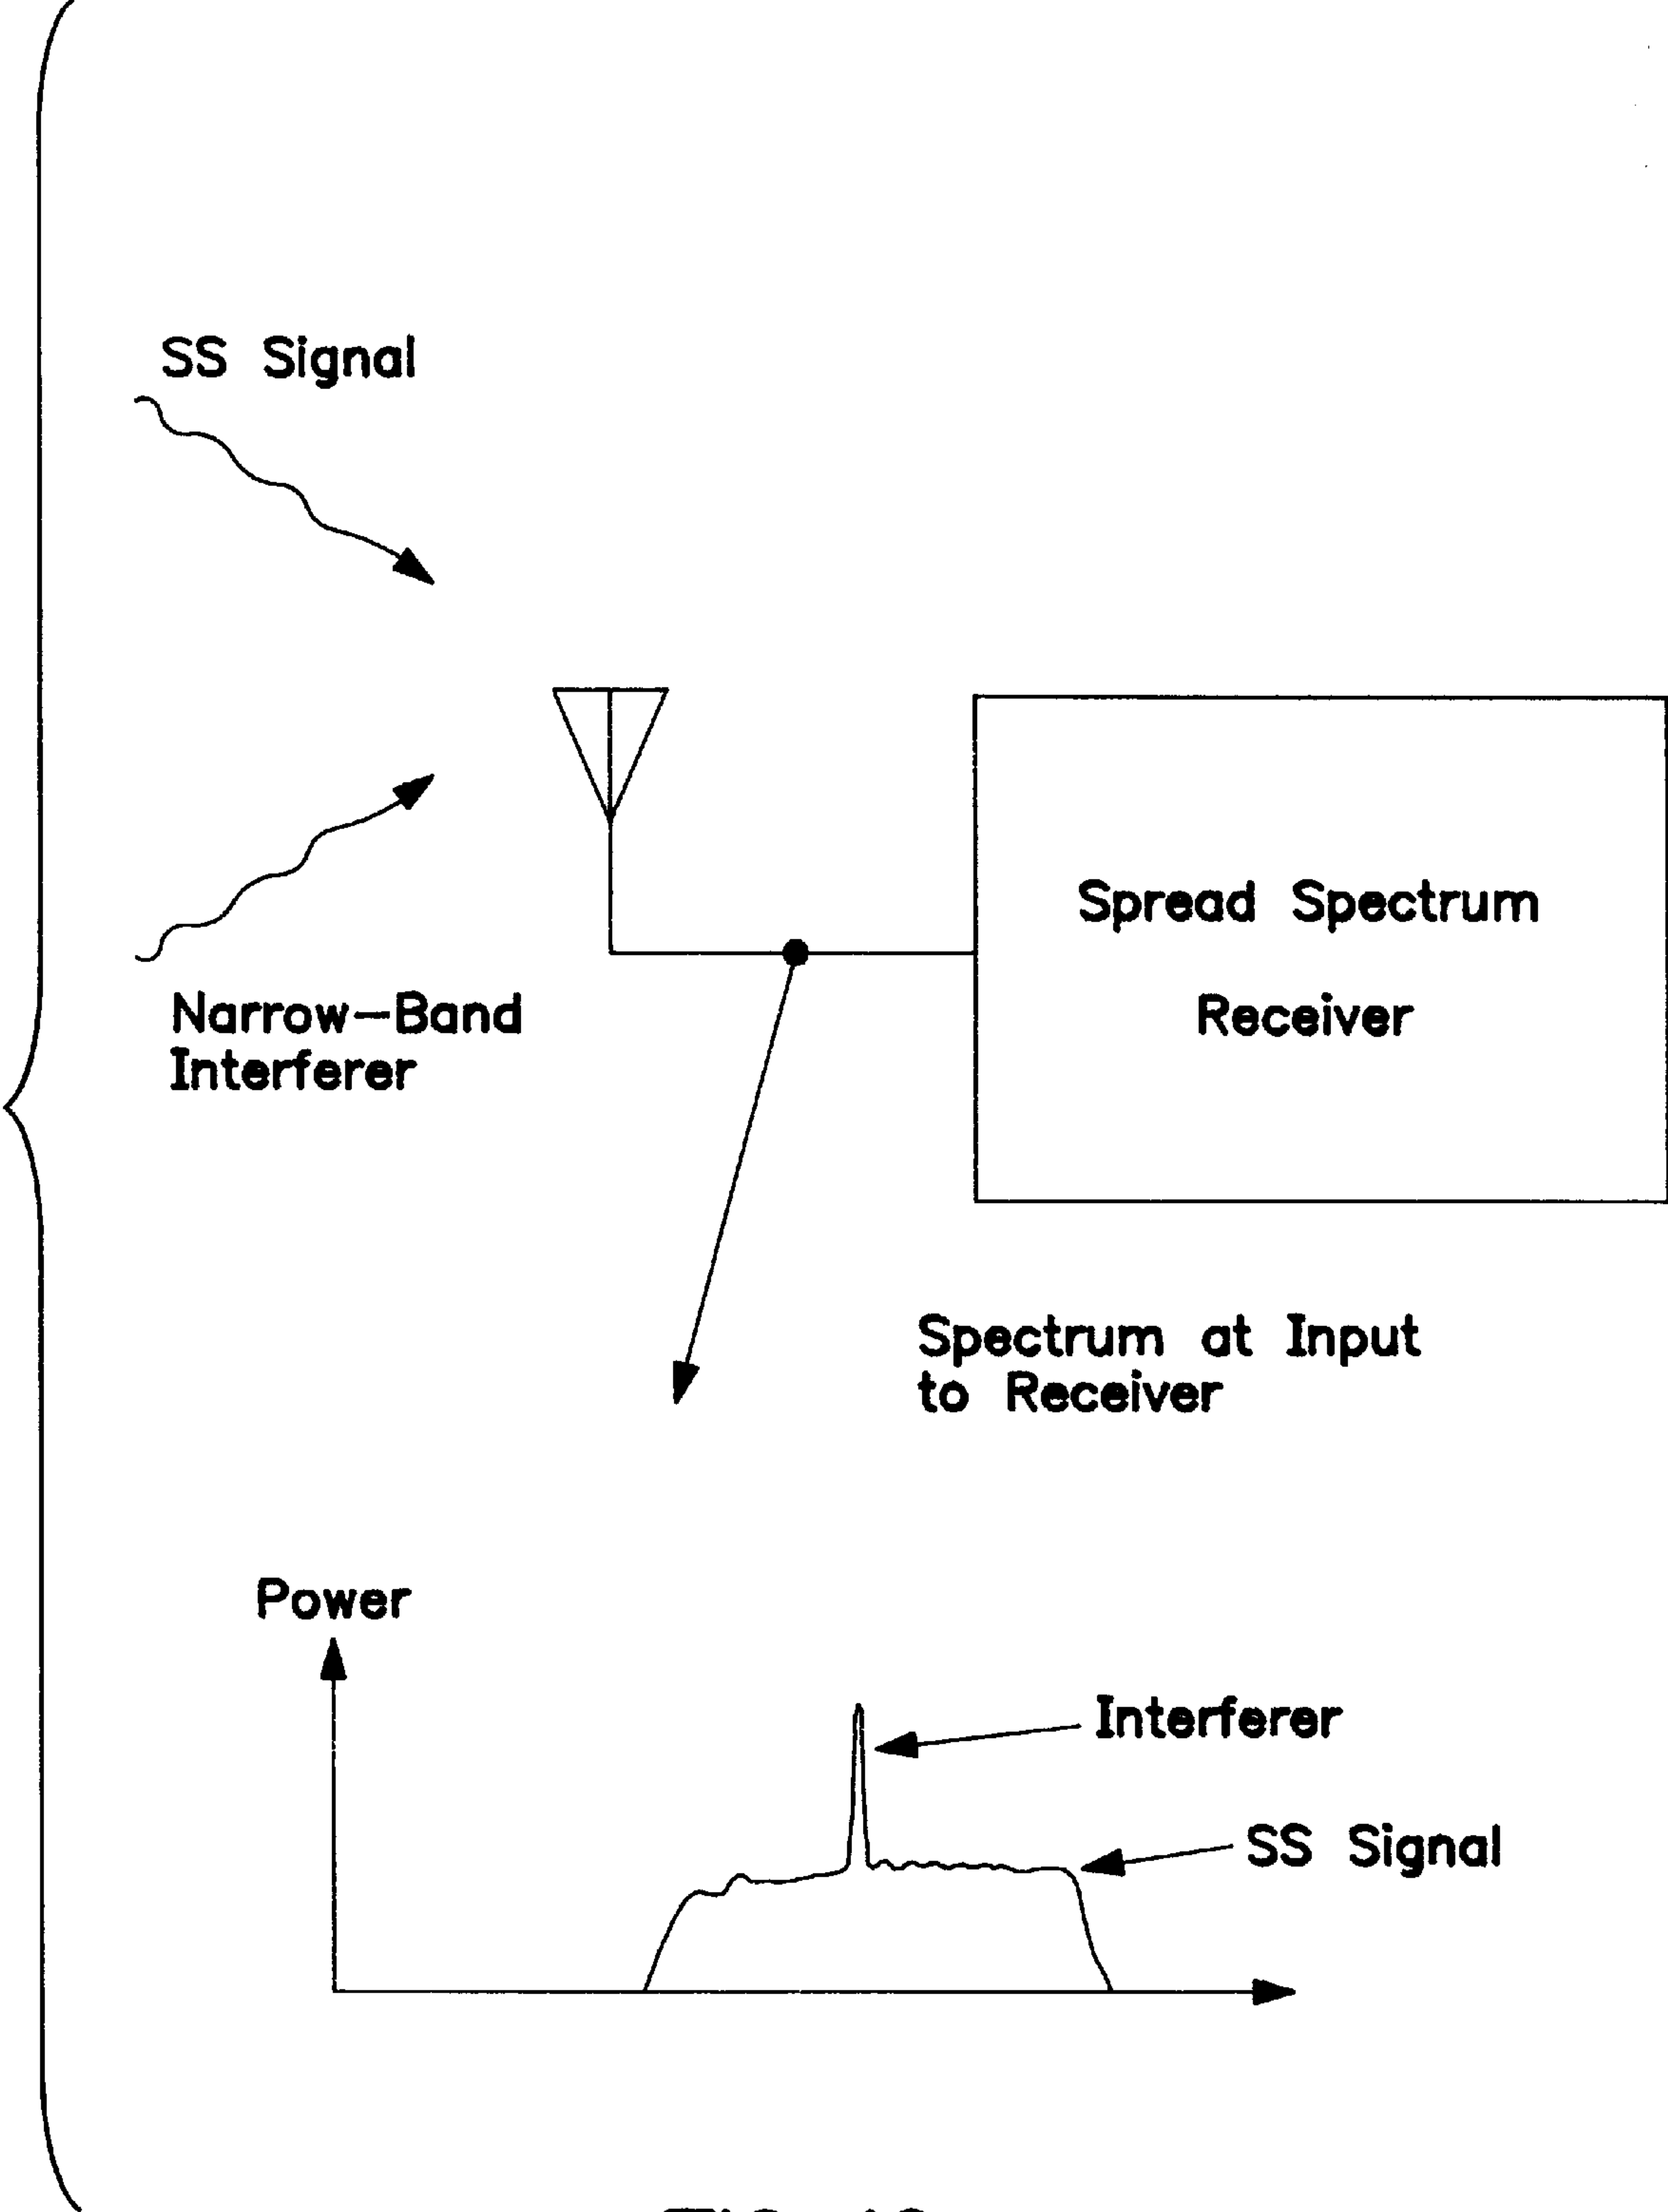 SS Signal
Narrow-Band
Interferer
Spread Spectrum
Receiver
Spectrum at Input
to Receiver
Power
Interferer
SS Signal